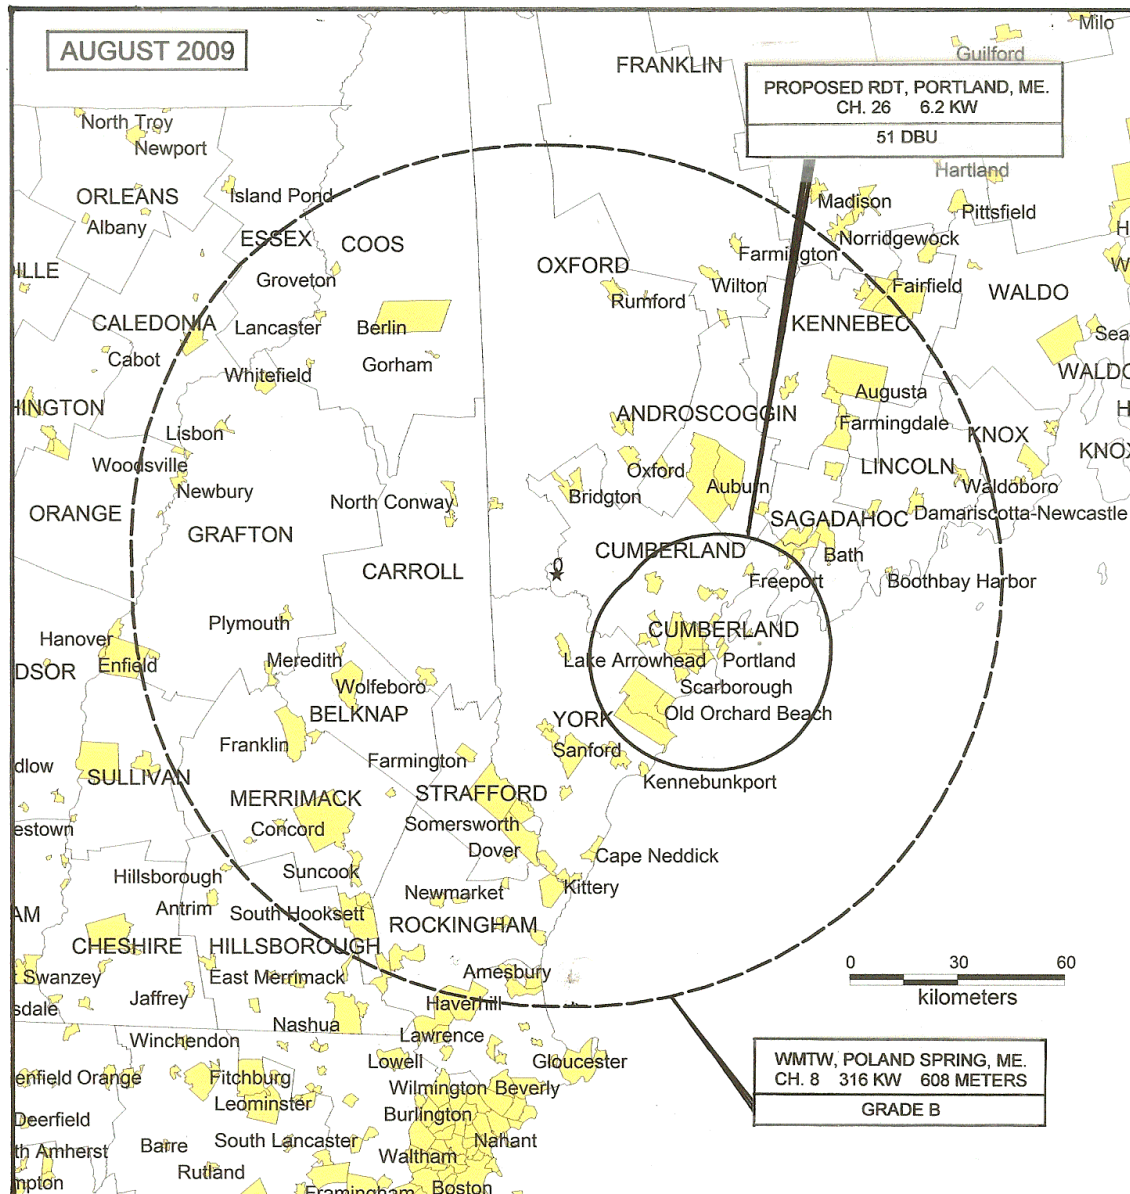 AUGUST 2009
Milo
Guilford
FRANKLIN
PROPOSED RDT, PORTLAND, ME.
CH. 26 6.2 KW
51 DBU
North Troy
Newport
Hartland
ORLEANS
Island Pond
Madison
Pittsfield
Albany
ESSEX
COOS
Norridgewock
Farmington
OXFORD
Groveton
Wilton
Fairfield
WALDO
Rumford
CALEDONIA
Lancaster
Berlin
KENNEBEC
Cabot
Gorham
Whitefield
WALDO
Augusta
ANDROSCOGGIN
Farmingdale
KNOX
Lisbon
KNOX
Woodsville
Oxford
LINCOLN
Newbury
North Conway
Bridgton
Auburn
Waldoboro
ORANGE
GRAFTON
SAGADAHOC
Damariscotta-Newcastle
CUMBERLAND
Bath
0
CARROLL
Freeport
Boothbay Harbor
Plymouth
Hanover
CUMBERLAND
Enfield
Meredith
Lake Arrowhead
Portland
DSOR
Wolfeboro
Scarborough
BELKNAP
YORK
Old Orchard Beach
Franklin
Farmington
Sanford
dlow
SULLIVAN
Kennebunkport
MERRIMACK
STRAFFORD
estown
Concord
Somersworth
Dover
Cape Neddick
Hillsborough
Suncook
Newmarket
Kittery
AM
Antrim
South Hooksett
ROCKINGHAM
CHESHIRE
HILLSBOROUGH
t Swanzey
East Merrimack
Amesbury
0 30 60
kilometers
sdale
Jaffrey
Haverhill
Nashua
Lawrence
Winchendon
Lowell
Gloucester
WMTW, POLAND SPRING, ME.
CH. 8 316 KW 608 METERS
GRADE B
enfield
Orange
Fitchburg
Wilmington
Beverly
Leominster
Burlington
Deerfield
South Lancaster
Nahant
th Amherst
Barre
Waltham
mpton
Rutland
Framingham
Boston